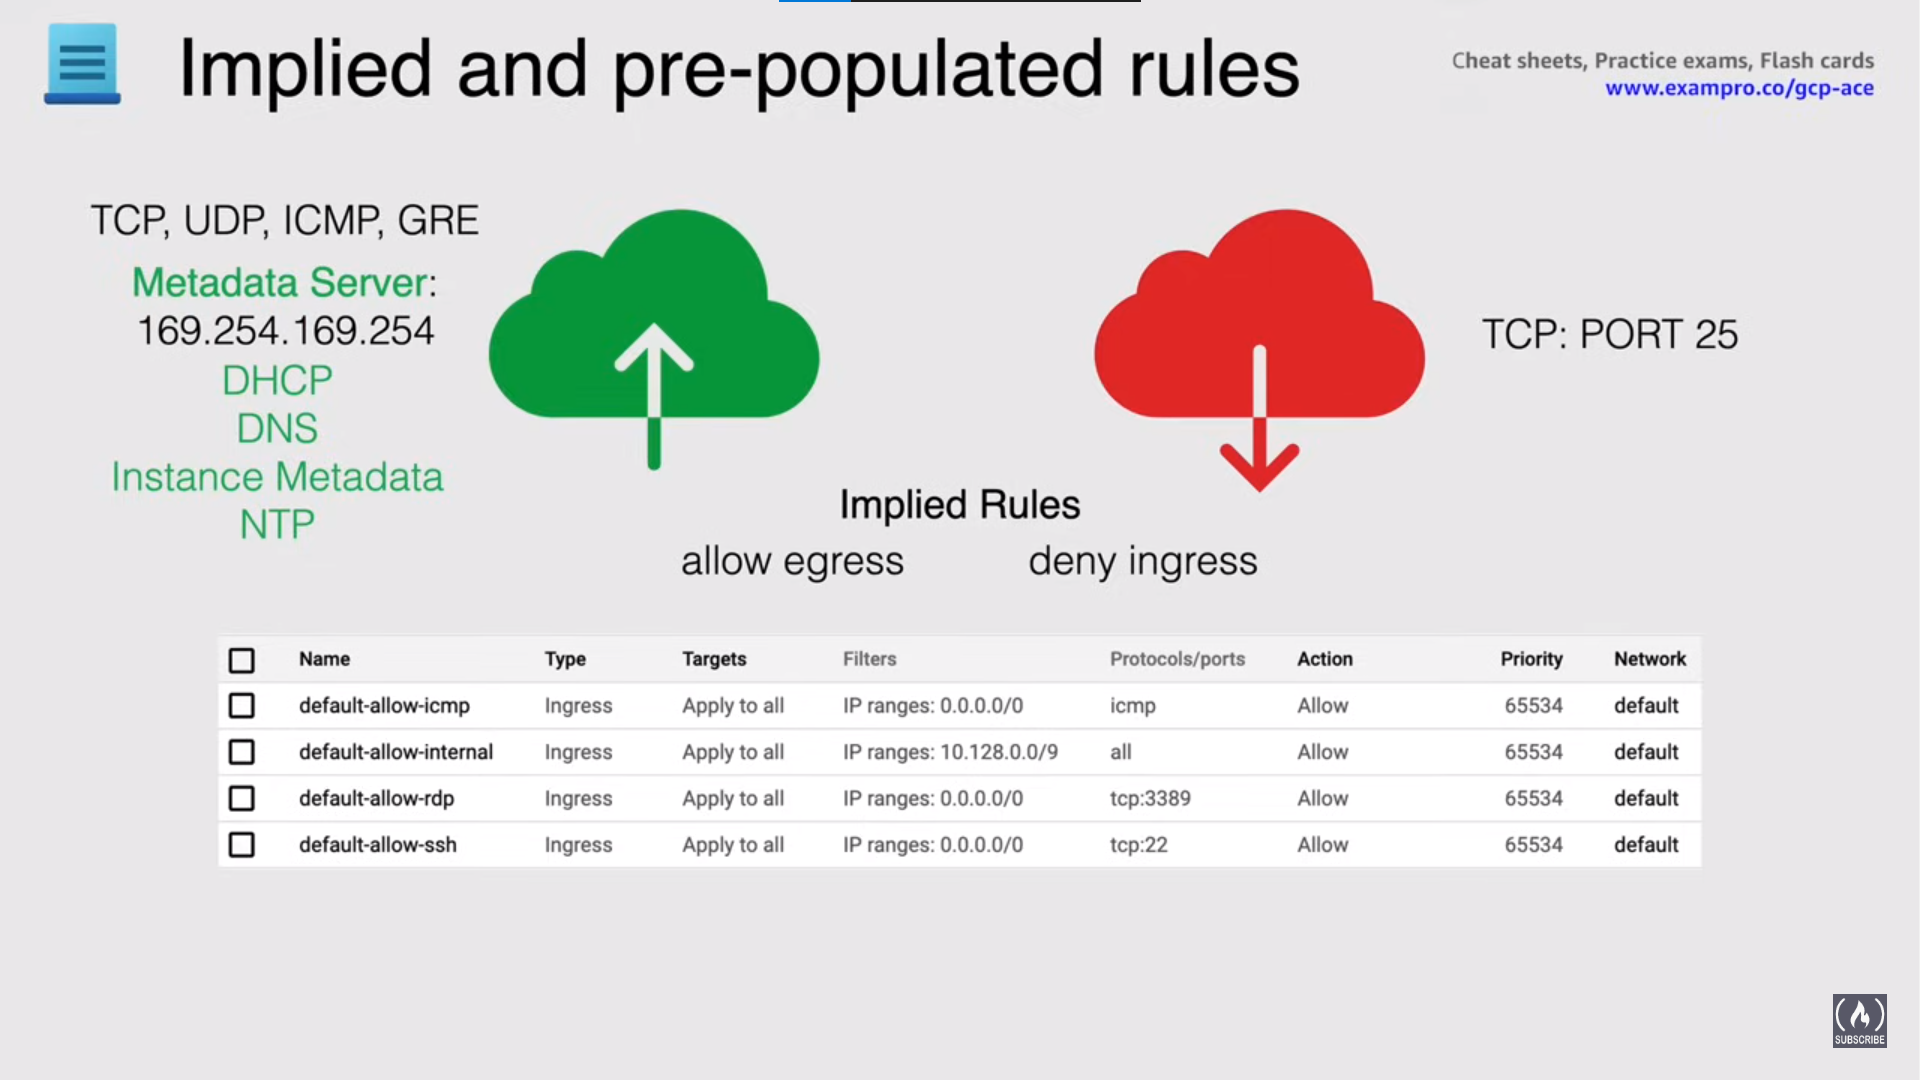 Implied and pre-populated rules
Cheat sheets, Practice exams, Flash cards
www.exampro.co/gcp-ace
TCP, UDP, ICMP, GRE
Metadata Server:
169.254.169.254
DHCP
DNS
Instance Metadata
NTP
TCP: PORT 25
Implied Rules
allow egress deny ingress
Name Type Targets Filters Protocols/ports Action Priority Network
default-allow-icmp Ingress Apply to all IP ranges: 0.0.0.0/0 icmp Allow 65534 default
default-allow-internal Ingress Apply to all IP ranges: 10.128.0.0/9 all Allow 65534 default
default-allow-rdp Ingress Apply to all IP ranges: 0.0.0.0/0 tcp:3389 Allow 65534 default
default-allow-ssh Ingress Apply to all IP ranges: 0.0.0.0/0 tcp:22 Allow 65534 default
SUBSCRIBE